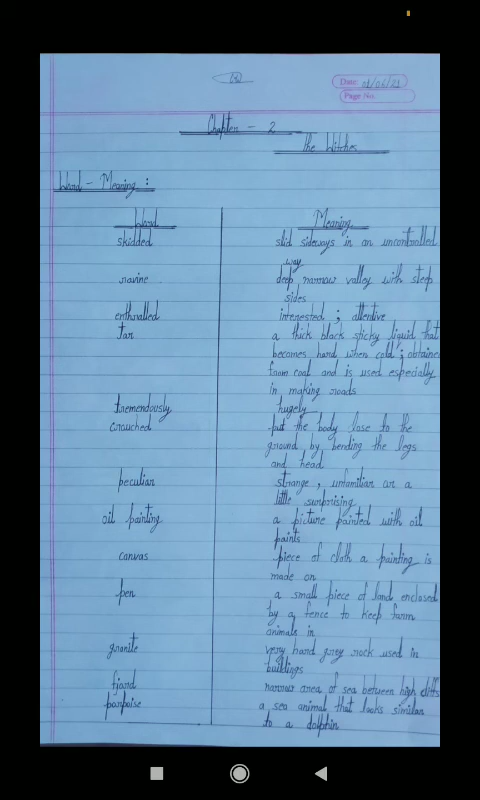 Date: 01/06/21
Page No.
Chapter - 2
The Witches
Word - Meaning :
Word Meaning
skidded slid sideways in an uncontrolled
way
ravine deep narrow valley with steep
sides
enthralled interested ; attentive
tar a thick black sticky liquid that
becomes hard when cold ; obtained
from coal and is used especially
in making roads
tremendously hugely
crouched put the body lose to the
ground by bending the legs
and head
peculiar strange , unfamiliar or a
little surprising
oil painting a picture painted with oil
paints
canvas piece of cloth a painting is
made on
pen a small piece of land enclosed
by a fence to keep farm
animals in
granite very hard grey rock used in
buildings
fjord narrow area of sea between high cliffs
porpoise a sea animal that looks similar
to a dolphin